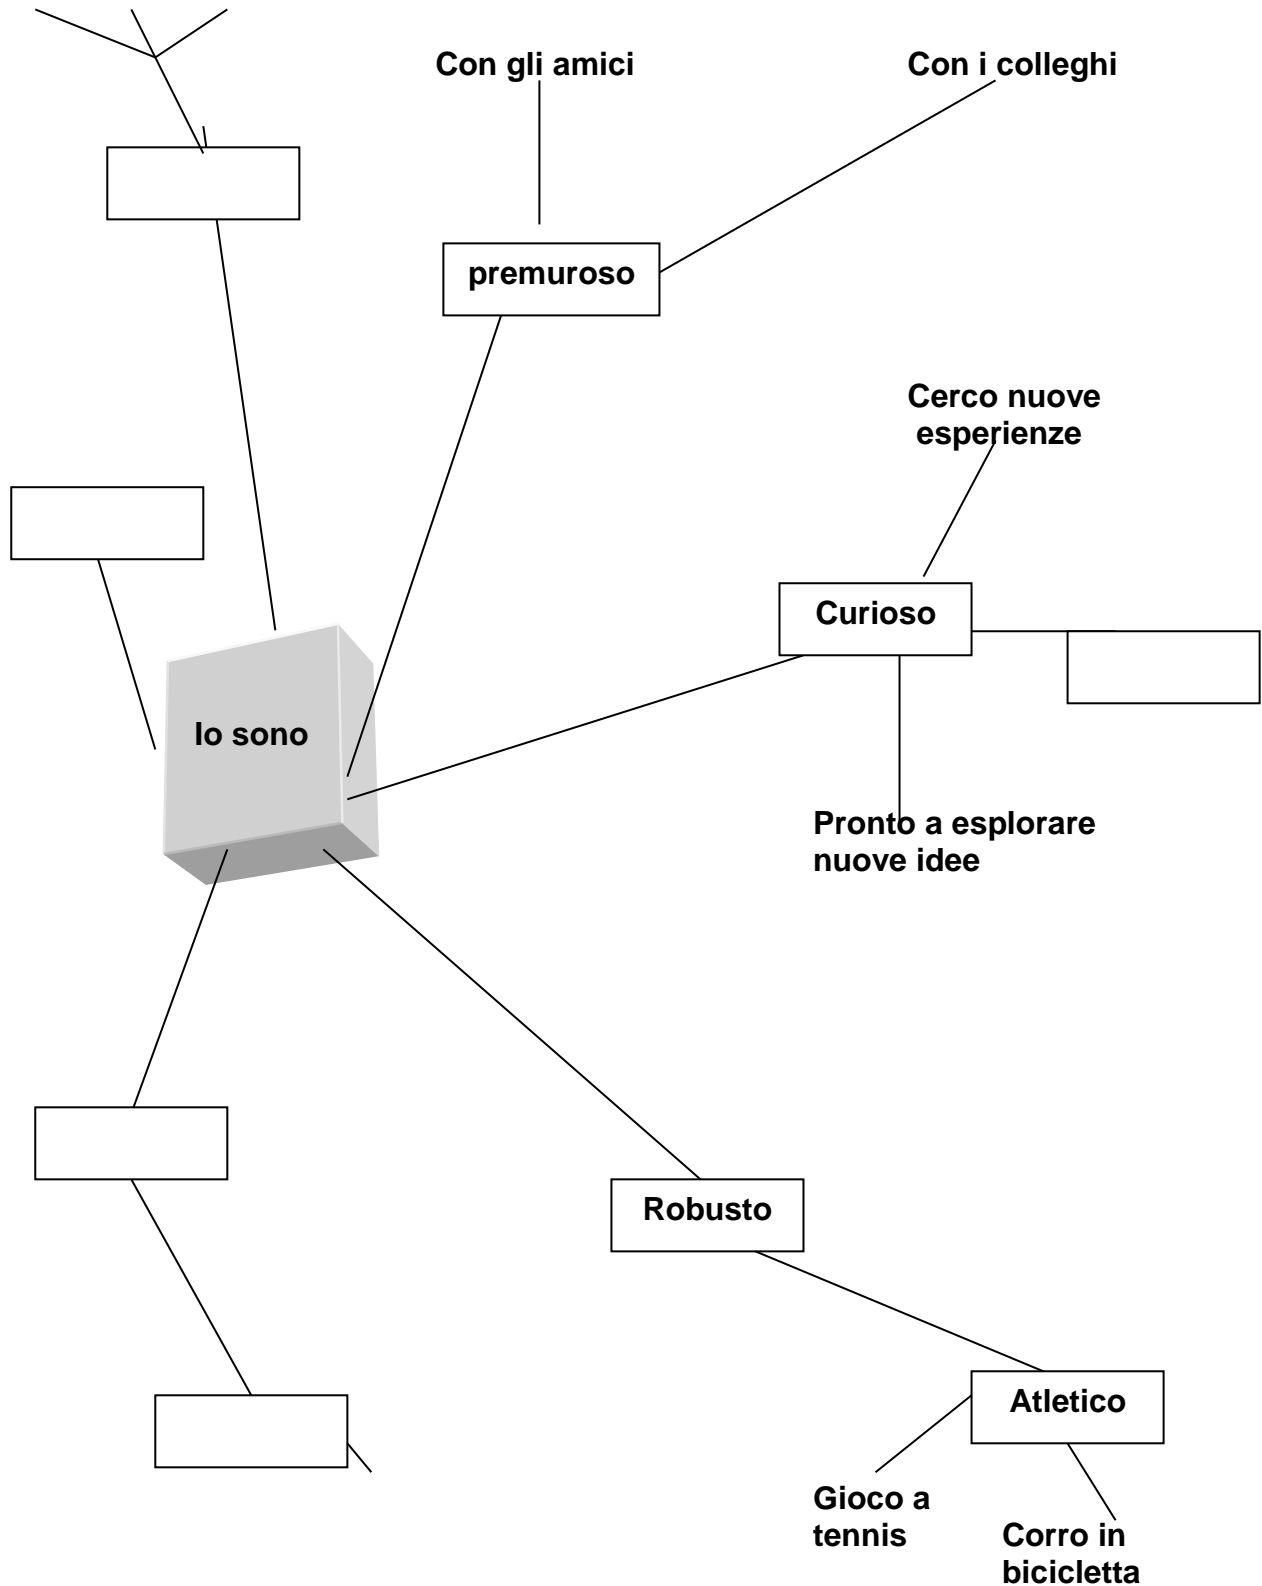 Con gli amici
Con i colleghi
premuroso
Cerco nuove
esperienze
Curioso
Io sono
Pronto a esplorare
nuove idee
Robusto
Atletico
Gioco a
tennis
Corro in
bicicletta